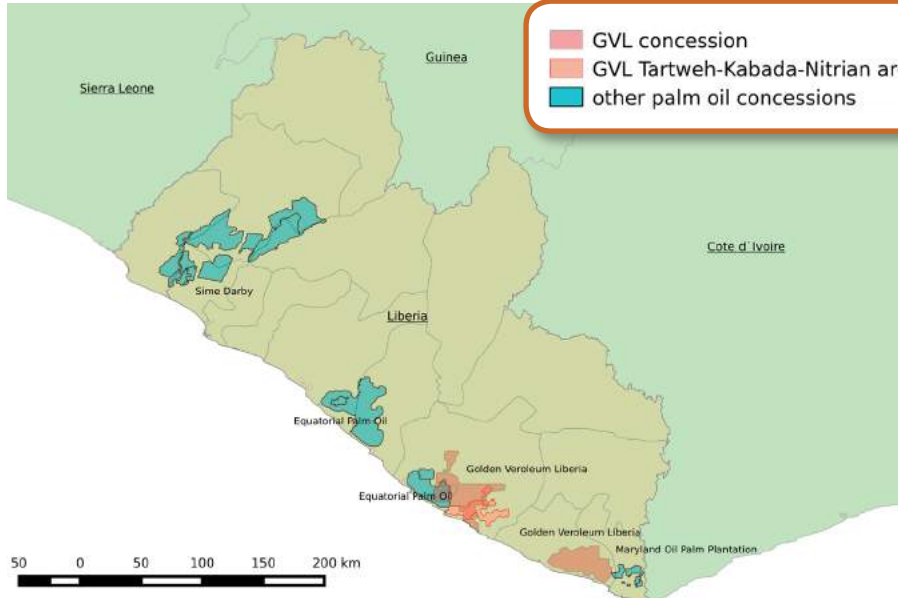 GVL concession
GVL Tartweh-Kabada-Nitrian ar
other palm oil concessions
Guinea
Sierra Leone
Cote d`Ivoire
Sime Darby
Liberia
Equatorial Palm Oil
Golden Veroleum Liberia
Equatorial Palm Oil
Golden Veroleum Liberia
Maryland Oil Palm Plantation
50 0 50 100 150 200 km